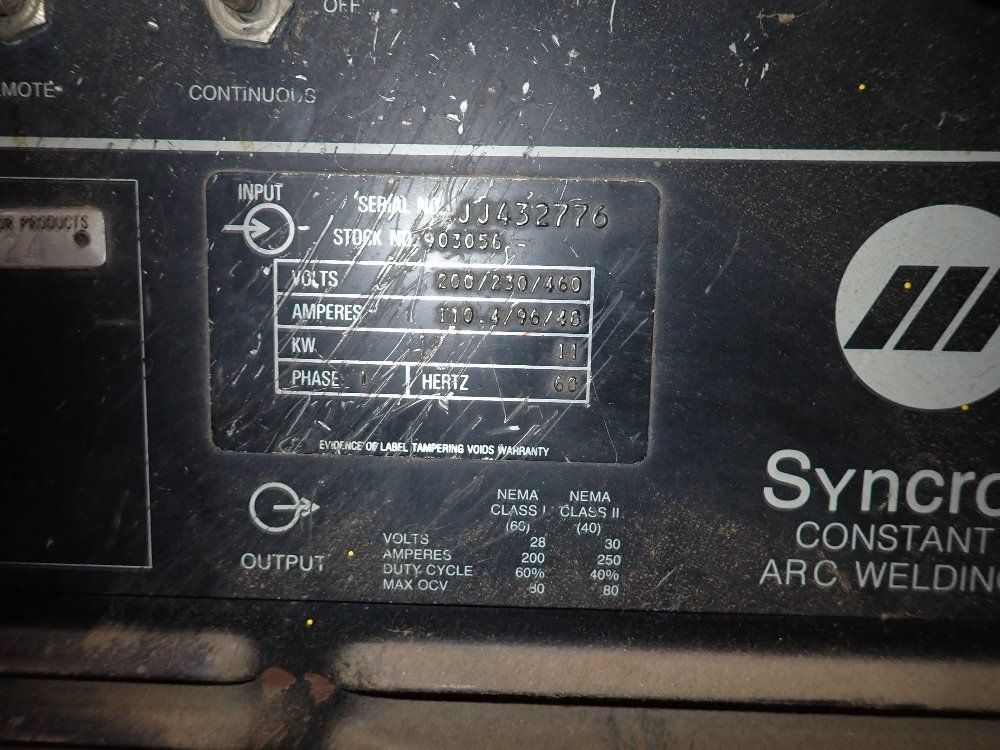 OFF
EMOTE
CONTINUOUS
OR PRODUCTS
24
INPUT
SERIAL NO. JJ432776
STOCK NO. 903056
VOLTS 200/230/460
AMPERES 110.4/96/48
KW 11
PHASE 1 HERTZ 60
EVIDENCE OF LABEL TAMPERING VOIDS WARRANTY
OUTPUT
NEMA NEMA
CLASS I CLASS II
(60) (40)
VOLTS 28 30
AMPERES 200 250
DUTY CYCLE 60% 40%
MAX OCV 80 80
Syncro
CONSTANT
ARC WELDING